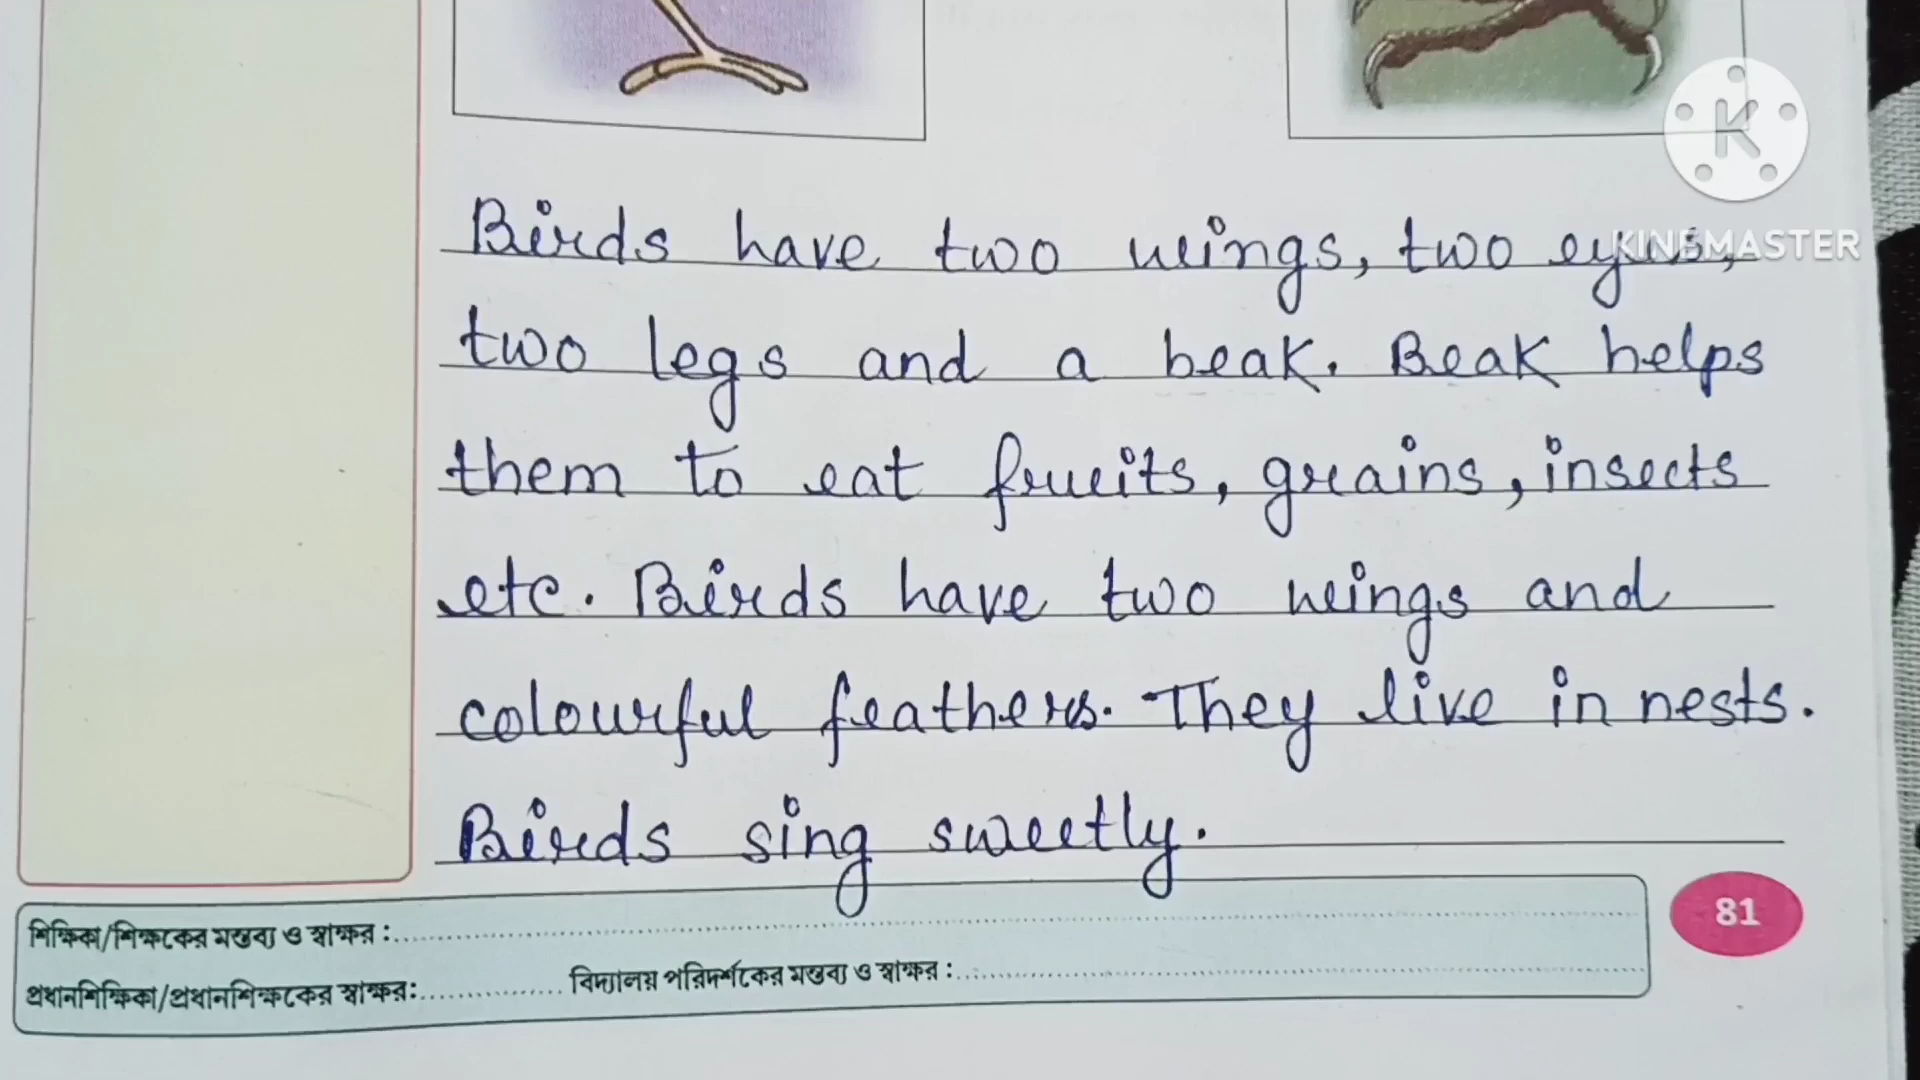 K
KINEMASTER
Birds have two wings, two eyes,
two legs and a beak. Beak helps
them to eat fruits, grains, insects
etc. Birds have two wings and
colourful feathers. They live in nests.
Birds sing sweetly.
81
শিক্ষিকা/শিক্ষকের মন্তব্য ও স্বাক্ষর :
প্রধানশিক্ষিকা/প্রধানশিক্ষকের স্বাক্ষর: বিদ্যালয় পরিদর্শকের মন্তব্য ও স্বাক্ষর :